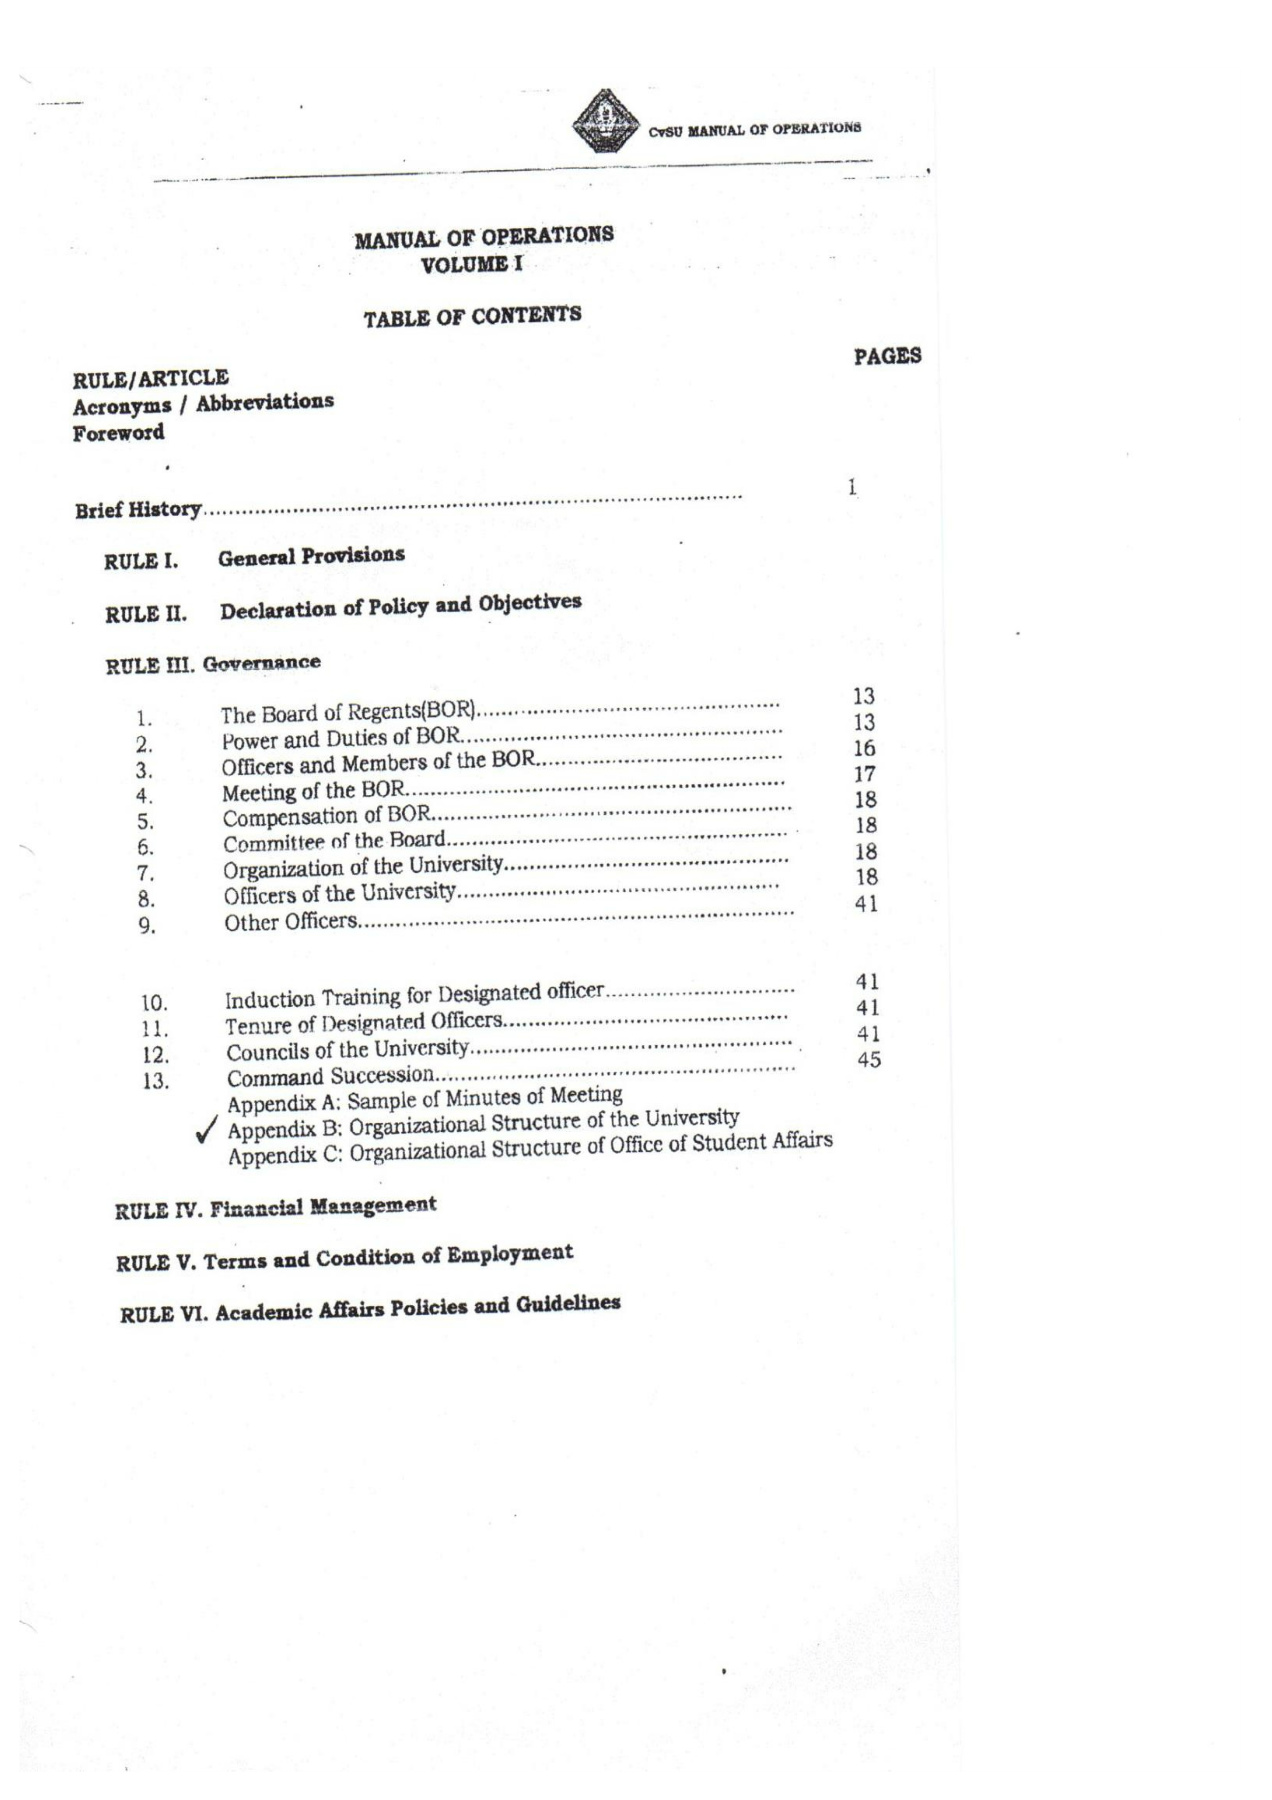 CvSU MANUAL OF OPERATIONS
MANUAL OF OPERATIONS
VOLUME I
TABLE OF CONTENTS
PAGES
RULE/ARTICLE
Acronyms / Abbreviations
Foreword
Brief History.................................................................................... 1
RULE I. General Provisions
RULE II. Declaration of Policy and Objectives
RULE III. Governance
1. The Board of Regents(BOR)............................................... 13
2. Power and Duties of BOR.................................................. 13
3. Officers and Members of the BOR...................................... 16
4. Meeting of the BOR........................................................... 17
5. Compensation of BOR........................................................ 18
6. Committee of the Board..................................................... 18
7. Organization of the University............................................ 18
8. Officers of the University.................................................. 18
9. Other Officers.................................................................... 41
10. Induction Training for Designated officer............................. 41
11. Tenure of Designated Officers............................................ 41
12. Councils of the University.................................................. 41
13. Command Succession........................................................ 45
Appendix A: Sample of Minutes of Meeting
✓ Appendix B: Organizational Structure of the University
Appendix C: Organizational Structure of Office of Student Affairs
RULE IV. Financial Management
RULE V. Terms and Condition of Employment
RULE VI. Academic Affairs Policies and Guidelines